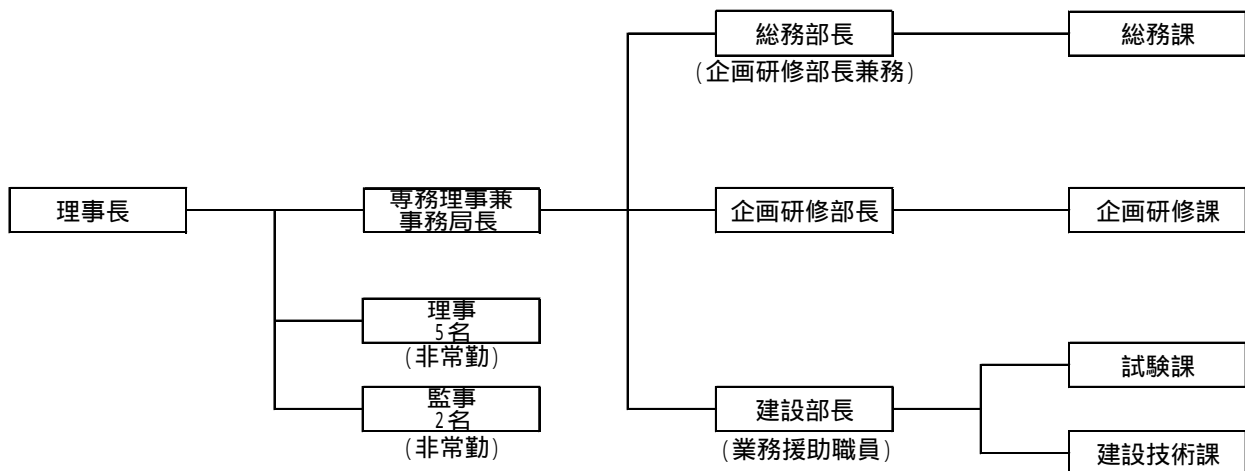 総務部長
総務課
(企画研修部長兼務)
理事長
専務理事兼
事務局長
企画研修部長
企画研修課
理事
5名
(非常勤)
試験課
監事
2名
(非常勤)
建設部長
(業務援助職員)
建設技術課